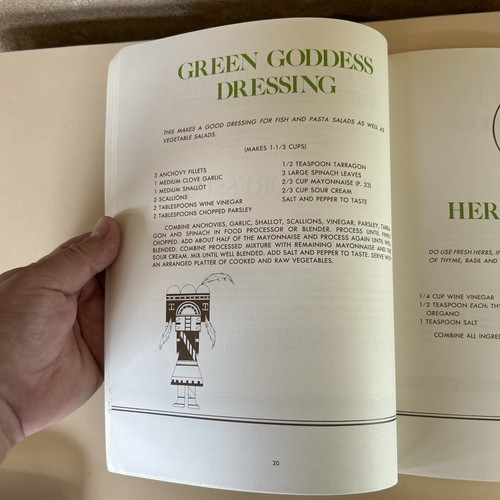 GREEN GODDESS
DRESSING
THIS MAKES A GOOD DRESSING FOR FISH AND PASTA SALADS AS WELL AS
VEGETABLE SALADS.
(MAKES 1-1/3 CUPS)
3 ANCHOVY FILLETS
1 MEDIUM CLOVE GARLIC
1 MEDIUM SHALLOT
2 SCALLIONS
2 TABLESPOONS WINE VINEGAR
2 TABLESPOONS CHOPPED PARSLEY
1/2 TEASPOON TARRAGON
3 LARGE SPINACH LEAVES
2/3 CUP MAYONNAISE (P. 23)
2/3 CUP SOUR CREAM
SALT AND PEPPER TO TASTE
COMBINE ANCHOVIES, GARLIC, SHALLOT, SCALLIONS, VINEGAR, PARSLEY, TARRA-
GON AND SPINACH IN FOOD PROCESSOR OR BLENDER. PROCESS UNTIL FINELY
CHOPPED. ADD ABOUT HALF OF THE MAYONNAISE AND PROCESS AGAIN UNTIL WELL
BLENDED. COMBINE PROCESSED MIXTURE WITH REMAINING MAYONNAISE AND THE
SOUR CREAM. MIX UNTIL WELL BLENDED. ADD SALT AND PEPPER TO TASTE. SERVE WITH
AN ARRANGED PLATTER OF COOKED AND RAW VEGETABLES.
20
HER
DO USE FRESH HERBS, IF
OF THYME, BASIL AND
1/4 CUP WINE VINEGAR
1/2 TEASPOON EACH: THY
OREGANO
1 TEASPOON SALT
COMBINE ALL INGRE